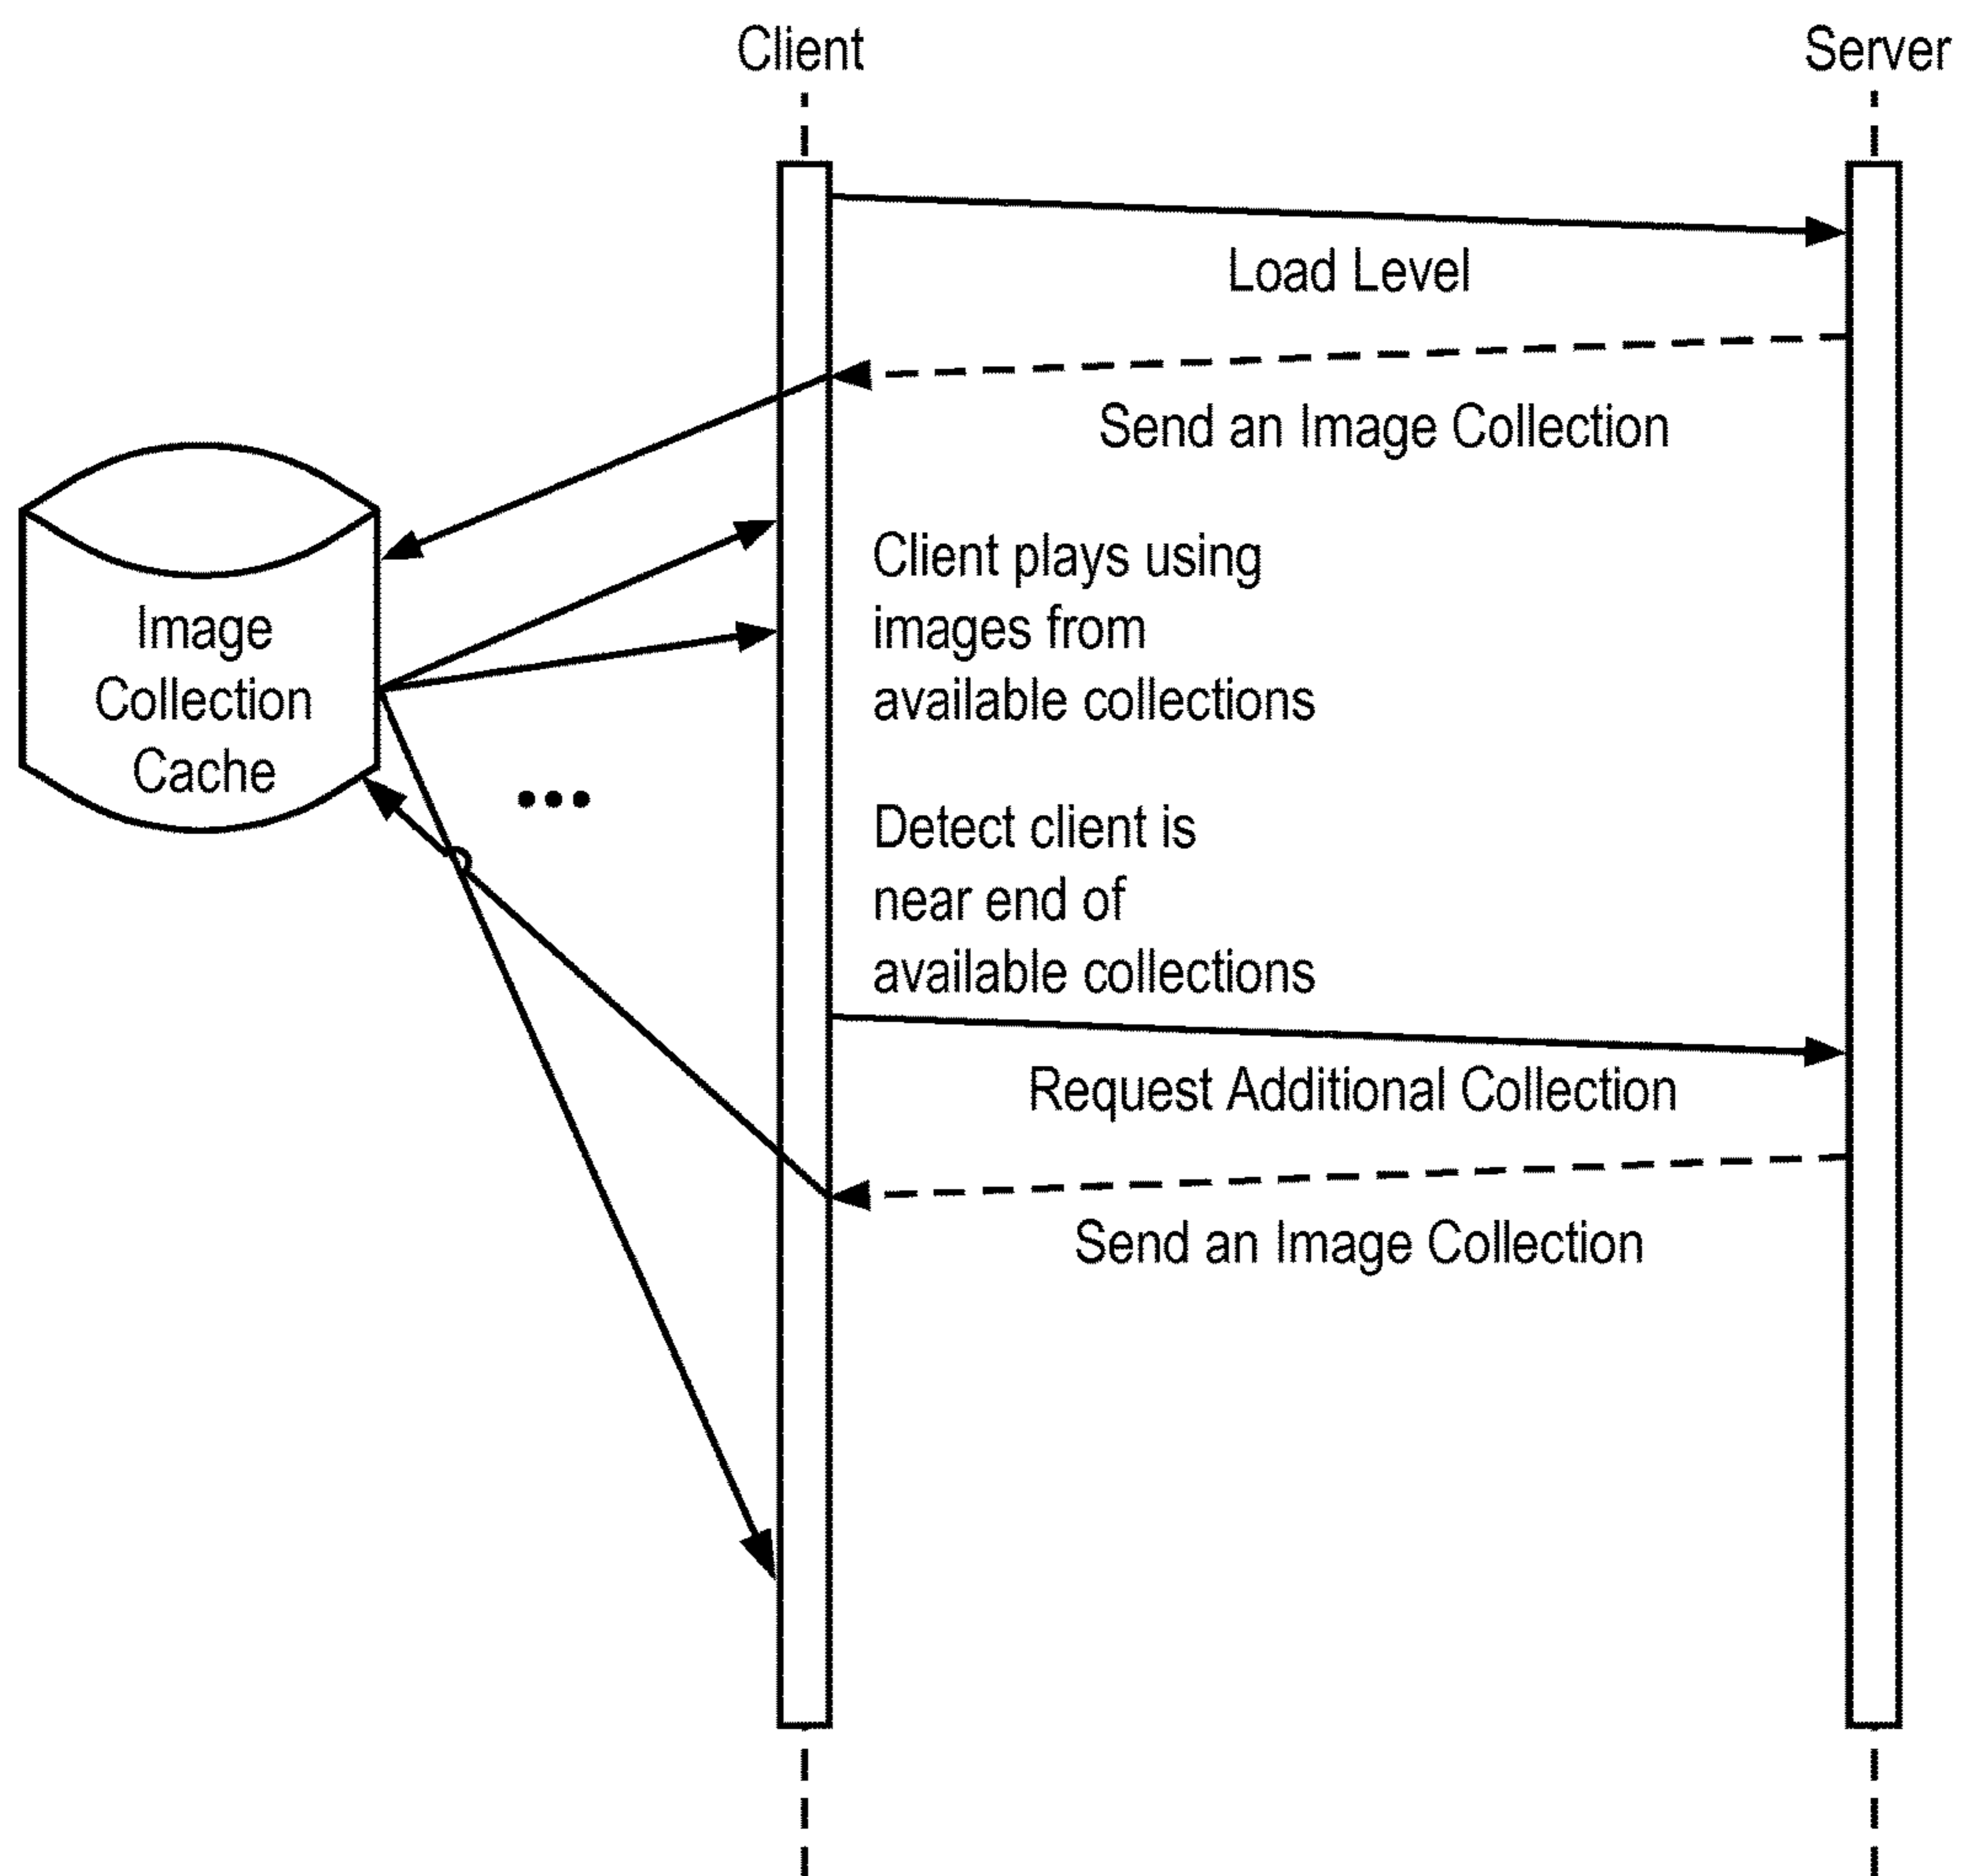 Client
Server
Load Level
Send an Image Collection
Client plays using
images from
available collections
Image
Collection
Cache
Detect client is
near end of
available collections
Request Additional Collection
Send an Image Collection